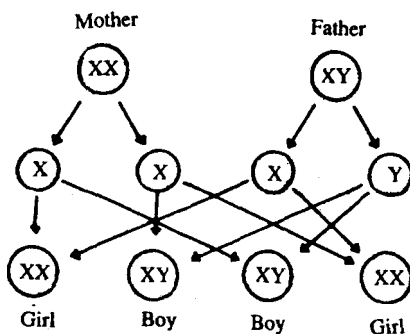 Mother Father
XX XY
X X X Y
XX XY XY XX
Girl Boy Boy Girl